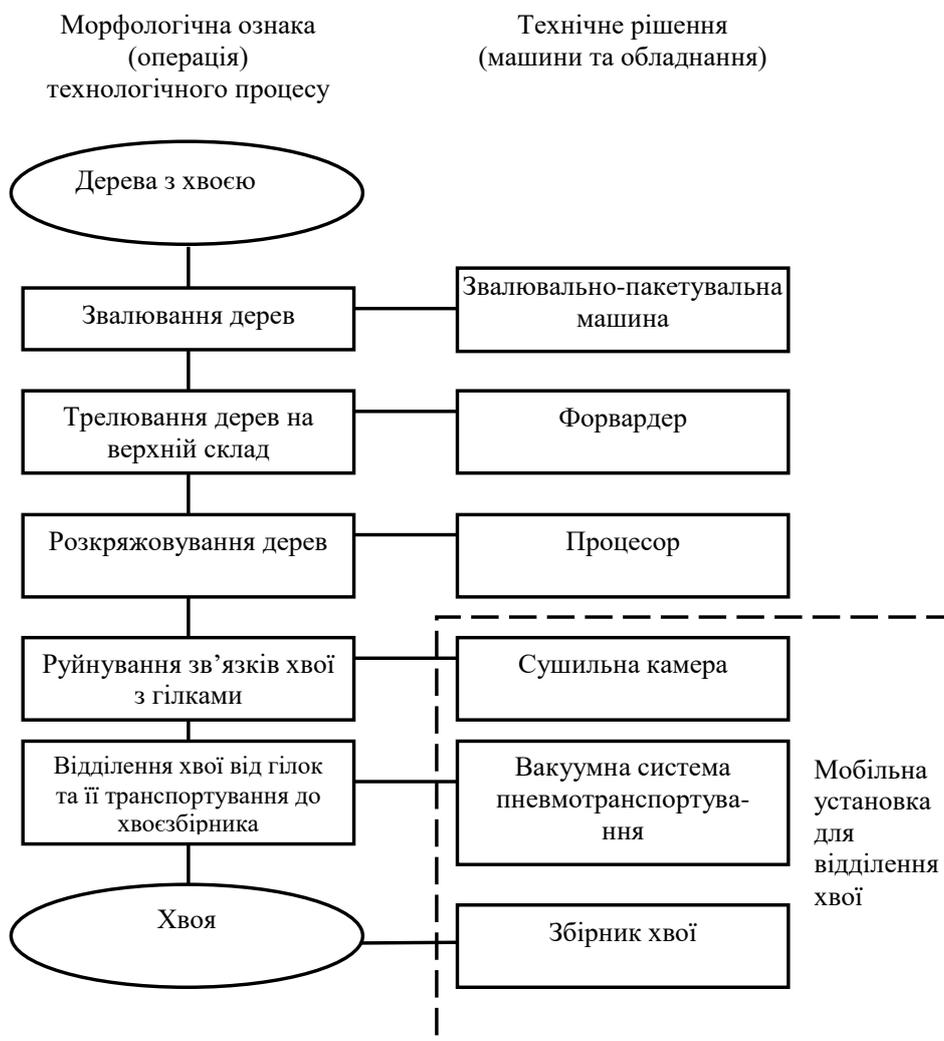 Морфологічна ознака
(операція)
технологічного процесу
Технічне рішення
(машини та обладнання)
Дерева з хвоєю
Звалювання дерев
Звалювально-пакетувальна
машина
Трелювання дерев на
верхній склад
Форвардер
Розкряжовування дерев
Процесор
Руйнування зв’язків хвої
з гілками
Сушильна камера
Відділення хвої від гілок
та її транспортування до
хвоєзбірника
Вакуумна система
пневмотранспортува-
ння
Мобільна
установка
для
відділення
хвої
Хвоя
Збірник хвої